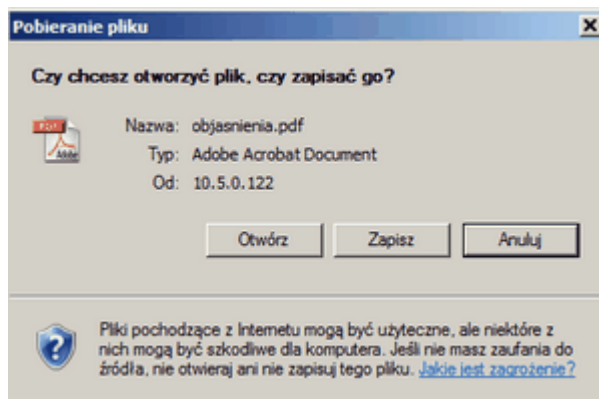 Pobieranie pliku
Czy chcesz otworzyć plik, czy zapisać go?
Nazwa: objasnienia.pdf
Typ: Adobe Acrobat Document
Od: 10.5.0.122
Otwórz Zapisz Anuluj
Pliki pochodzące z Internetu mogą być użyteczne, ale niektóre z
nich mogą być szkodliwe dla komputera. Jeśli nie masz zaufania do
źródła, nie otwieraj ani nie zapisuj tego pliku. Jakie jest zagrożenie?
PDF
Adobe